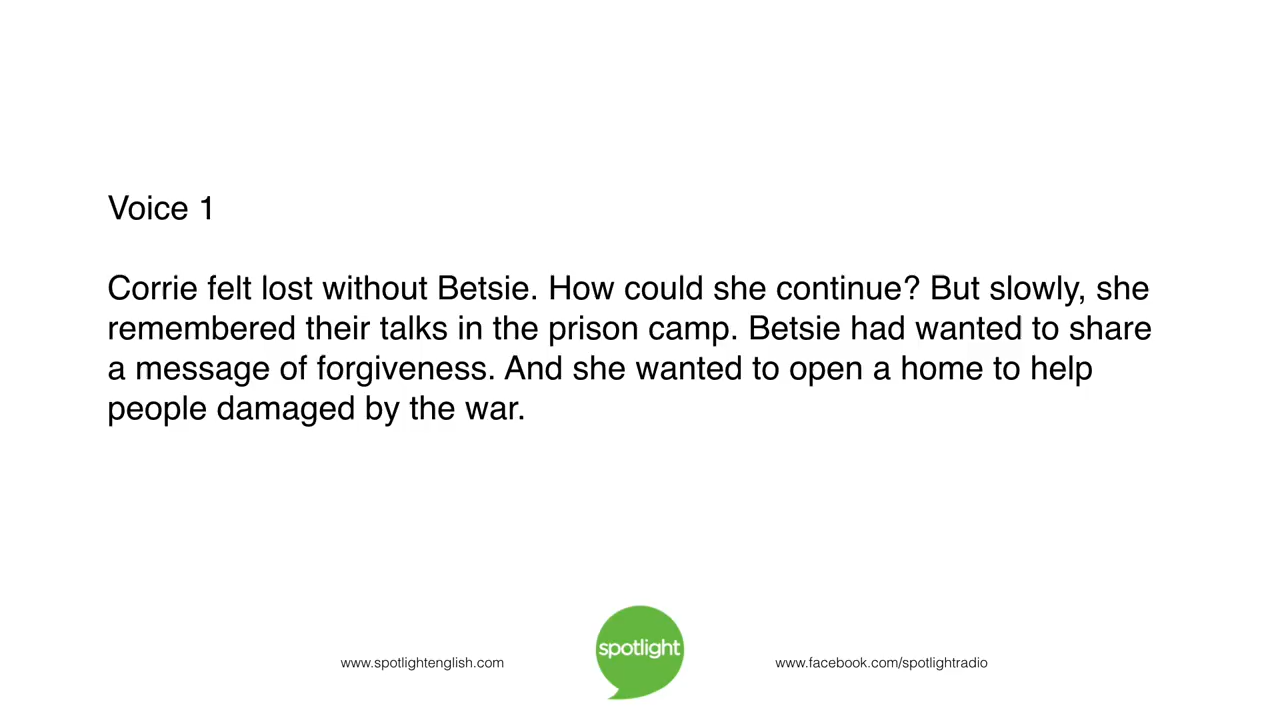 Voice 1
Corrie felt lost without Betsie. How could she continue? But slowly, she
remembered their talks in the prison camp. Betsie had wanted to share
a message of forgiveness. And she wanted to open a home to help
people damaged by the war.
www.spotlightenglish.com
spotlight
www.facebook.com/spotlightradio